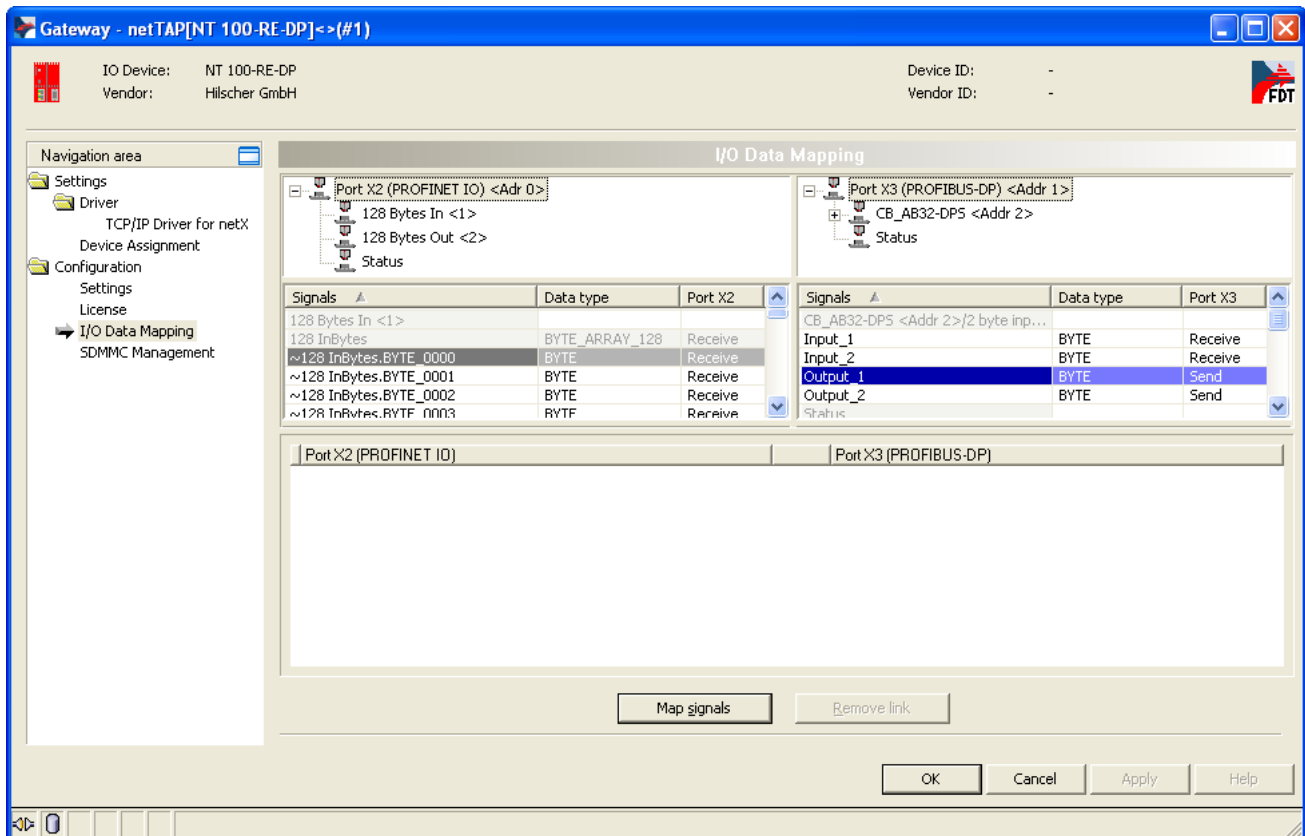 Gateway - netTAP[NT 100-RE-DP]<>(#1)
IO Device: NT 100-RE-DP Device ID: -
Vendor: Hilscher GmbH Vendor ID: -
FDT
Navigation area
Settings
Driver
TCP/IP Driver for netX
Device Assignment
Configuration
Settings
License
I/O Data Mapping
SDMMC Management
I/O Data Mapping
Port X2 (PROFINET IO) <Adr 0>
128 Bytes In <1>
128 Bytes Out <2>
Status
Port X3 (PROFIBUS-DP) <Addr 1>
CB_AB32-DPS <Addr 2>
Status
Signals Data type Port X2
128 Bytes In <1>
128 InBytes BYTE_ARRAY_128 Receive
~128 InBytes.BYTE_0000 BYTE Receive
~128 InBytes.BYTE_0001 BYTE Receive
~128 InBytes.BYTE_0002 BYTE Receive
~128 InBytes.BYTE_0003 BYTE Receive
Signals Data type Port X3
CB_AB32-DPS <Addr 2>/2 byte inp...
Input_1 BYTE Receive
Input_2 BYTE Receive
Output_1 BYTE Send
Output_2 BYTE Send
Status
Port X2 (PROFINET IO) Port X3 (PROFIBUS-DP)
Map signals Remove link
OK Cancel Apply Help